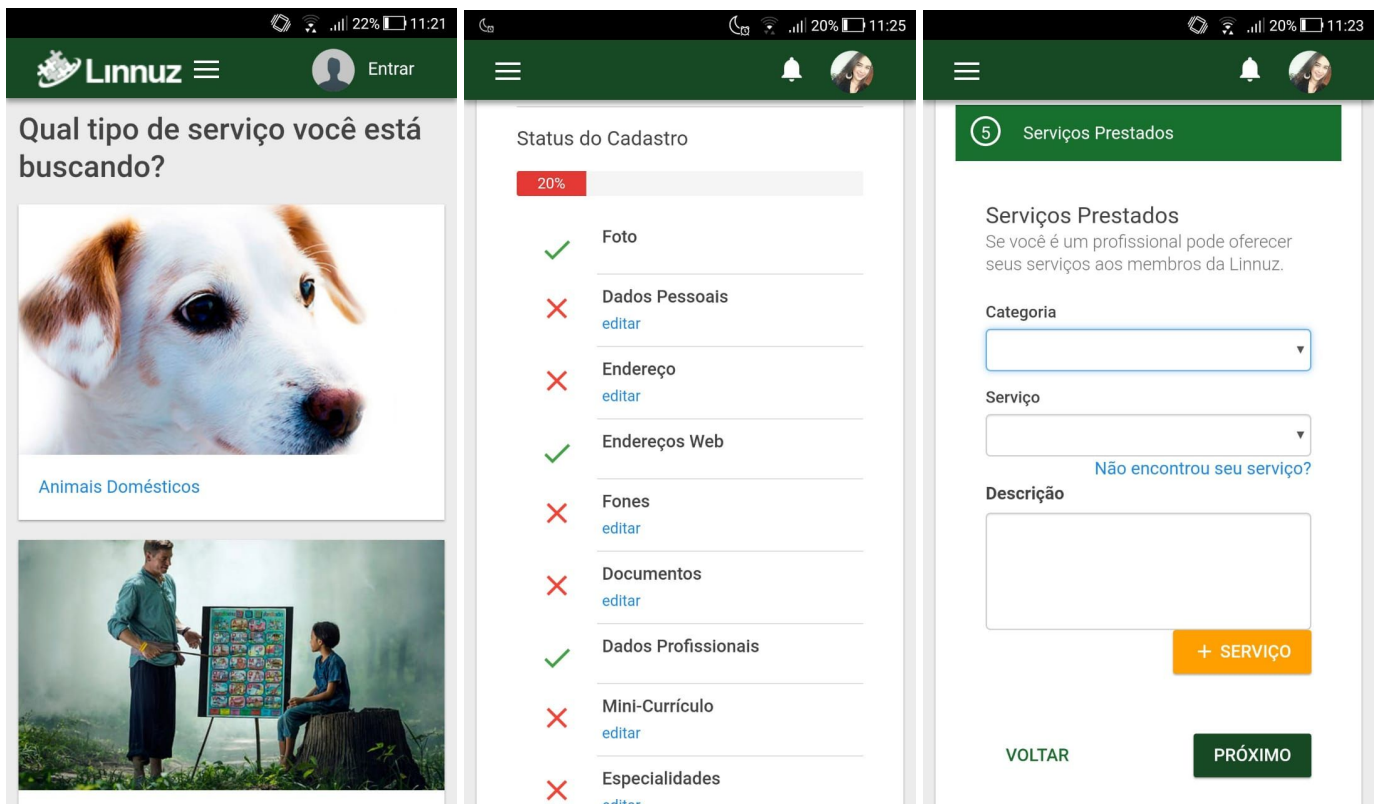 22% 11:21
Linnuz
Entrar
Qual tipo de serviço você está
buscando?
Animais Domésticos
20% 11:25
Status do Cadastro
20%
Foto
Dados Pessoais
editar
Endereço
editar
Endereços Web
Fones
editar
Documentos
editar
Dados Profissionais
Mini-Currículo
editar
Especialidades
editar
20% 11:23
5 Serviços Prestados
Serviços Prestados
Se você é um profissional pode oferecer
seus serviços aos membros da Linnuz.
Categoria
Serviço
Não encontrou seu serviço?
Descrição
+ SERVIÇO
VOLTAR
PRÓXIMO